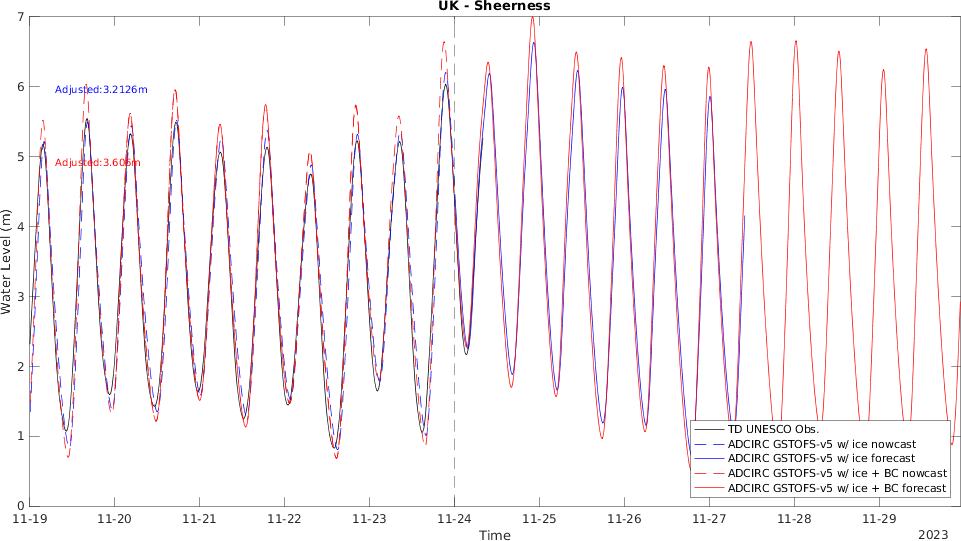 UK - Sheerness
7
6
5
4
3
2
1
0
Water Level (m)
Adjusted:3.2126m
Adjusted:3.606m
TD UNESCO Obs.
ADCIRC GSTOFS-v5 w/ ice nowcast
ADCIRC GSTOFS-v5 w/ ice forecast
ADCIRC GSTOFS-v5 w/ ice + BC nowcast
ADCIRC GSTOFS-v5 w/ ice + BC forecast
11-19 11-20 11-21 11-22 11-23 11-24 11-25 11-26 11-27 11-28 11-29
Time
2023